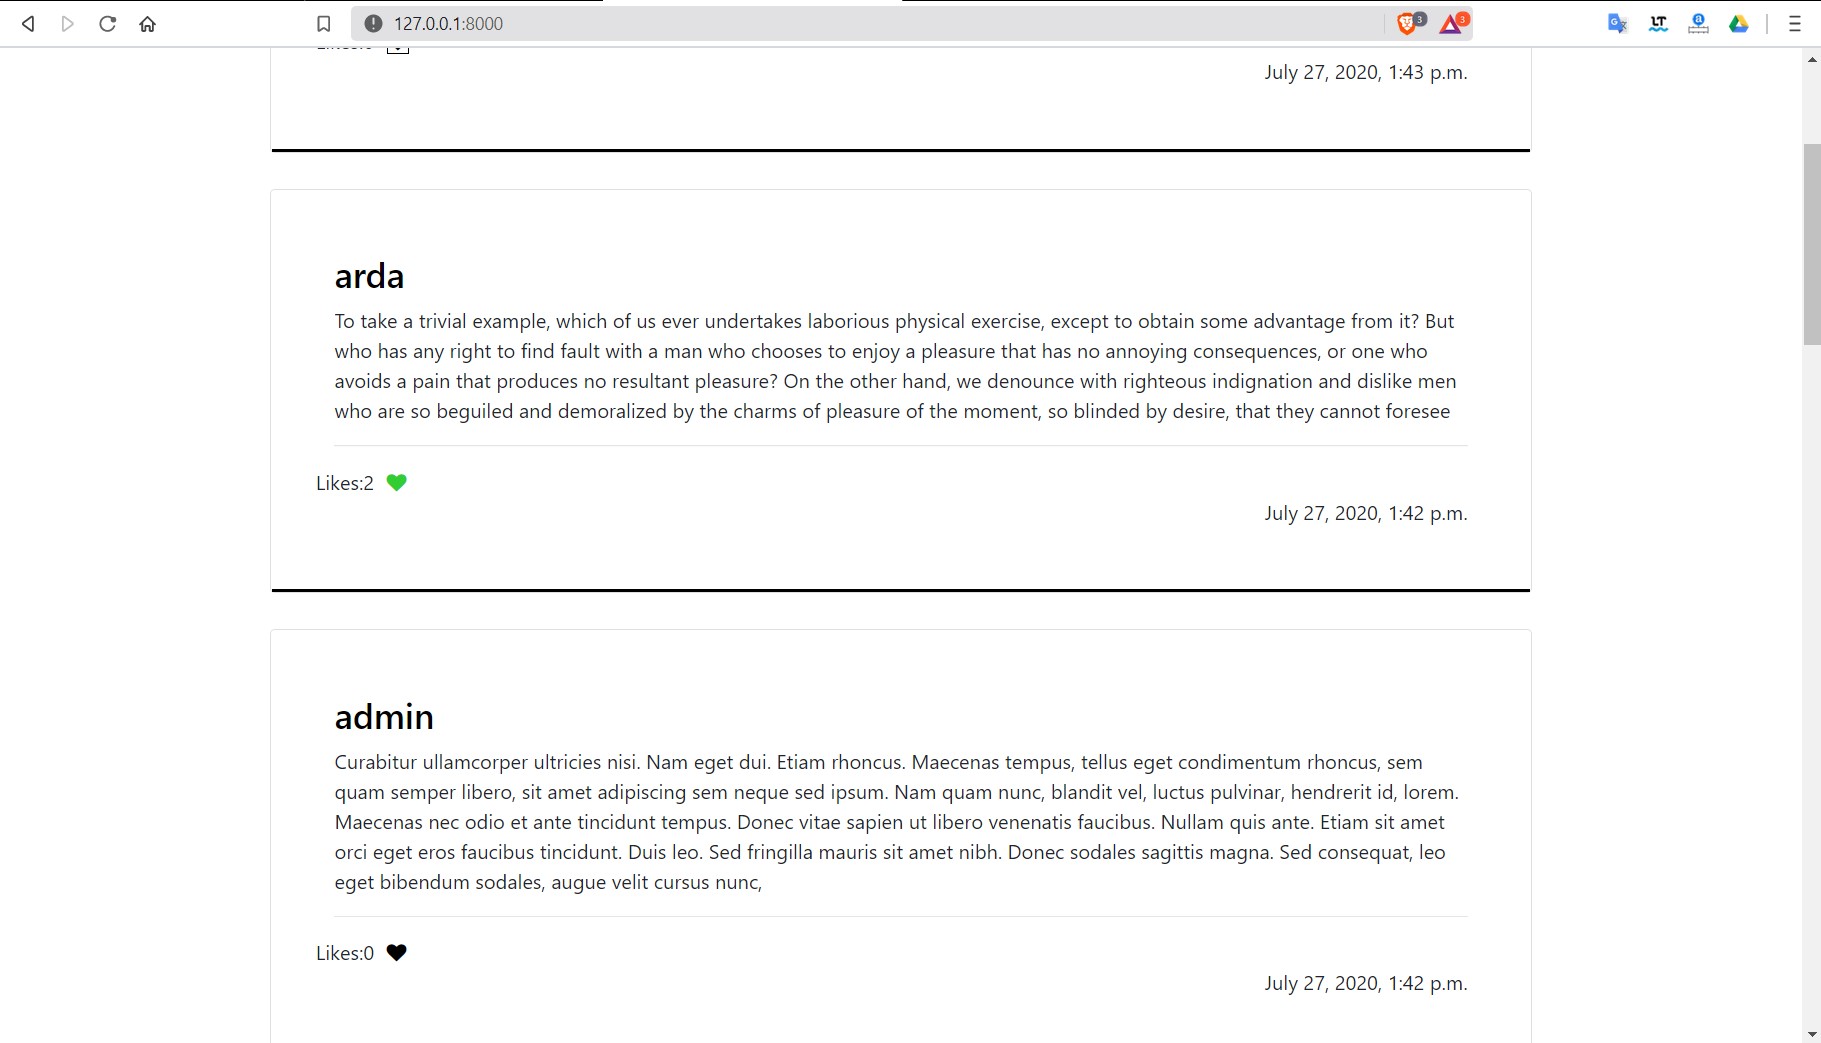 127.0.0.1:8000
3
3
July 27, 2020, 1:43 p.m.
arda
To take a trivial example, which of us ever undertakes laborious physical exercise, except to obtain some advantage from it? But
who has any right to find fault with a man who chooses to enjoy a pleasure that has no annoying consequences, or one who
avoids a pain that produces no resultant pleasure? On the other hand, we denounce with righteous indignation and dislike men
who are so beguiled and demoralized by the charms of pleasure of the moment, so blinded by desire, that they cannot foresee
Likes:2
July 27, 2020, 1:42 p.m.
admin
Curabitur ullamcorper ultricies nisi. Nam eget dui. Etiam rhoncus. Maecenas tempus, tellus eget condimentum rhoncus, sem
quam semper libero, sit amet adipiscing sem neque sed ipsum. Nam quam nunc, blandit vel, luctus pulvinar, hendrerit id, lorem.
Maecenas nec odio et ante tincidunt tempus. Donec vitae sapien ut libero venenatis faucibus. Nullam quis ante. Etiam sit amet
orci eget eros faucibus tincidunt. Duis leo. Sed fringilla mauris sit amet nibh. Donec sodales sagittis magna. Sed consequat, leo
eget bibendum sodales, augue velit cursus nunc,
Likes:0
July 27, 2020, 1:42 p.m.